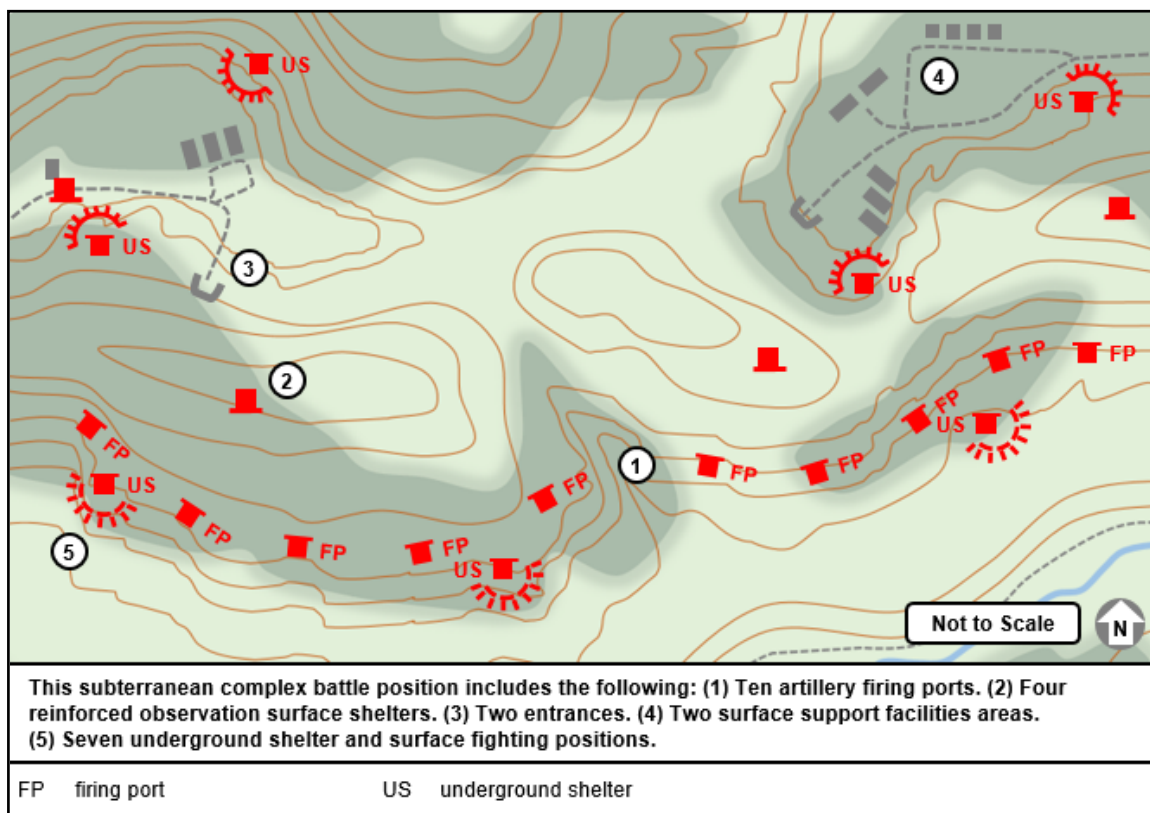 US
4
US
US
3
US
2
FP
FP
FP
US
1
FP
FP
FP
US
FP
FP
FP
FP
US
5
Not to Scale
N
This subterranean complex battle position includes the following: (1) Ten artillery firing ports. (2) Four
reinforced observation surface shelters. (3) Two entrances. (4) Two surface support facilities areas.
(5) Seven underground shelter and surface fighting positions.
FP firing port US underground shelter